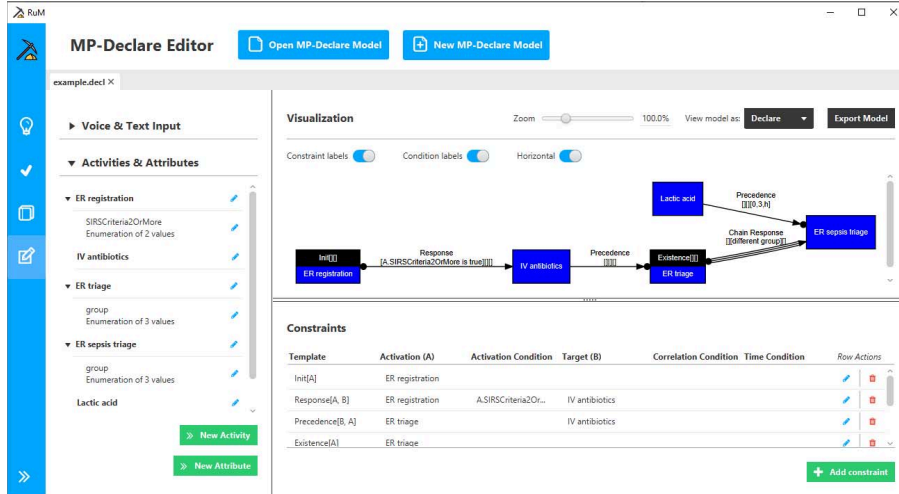 RuM
MP-Declare Editor
Open MP-Declare Model
New MP-Declare Model
example.decl ×
Voice & Text Input
Activities & Attributes
ER registration
SIRSCriteria2OrMore
Enumeration of 2 values
IV antibiotics
ER triage
group
Enumeration of 3 values
ER sepsis triage
group
Enumeration of 3 values
Lactic acid
New Activity
New Attribute
Visualization
Zoom
100.0%
View model as:
Declare
Export Model
Constraint labels
Condition labels
Horizontal
Lactic acid
Precedence
[][][0,3,h]
ER sepsis triage
Chain Response
[][different group][]
Init[][]
ER registration
Response
[A.SIRSCriteria2OrMore is true][][]
IV antibiotics
Precedence
[][][]
Existence[][]
ER triage
Constraints
Template Activation (A) Activation Condition Target (B) Correlation Condition Time Condition Row Actions
Init[A] ER registration
Response[A, B] ER registration A.SIRSCriteria2Or... IV antibiotics
Precedence[B, A] ER triage IV antibiotics
Existence[A] ER triage
Add constraint